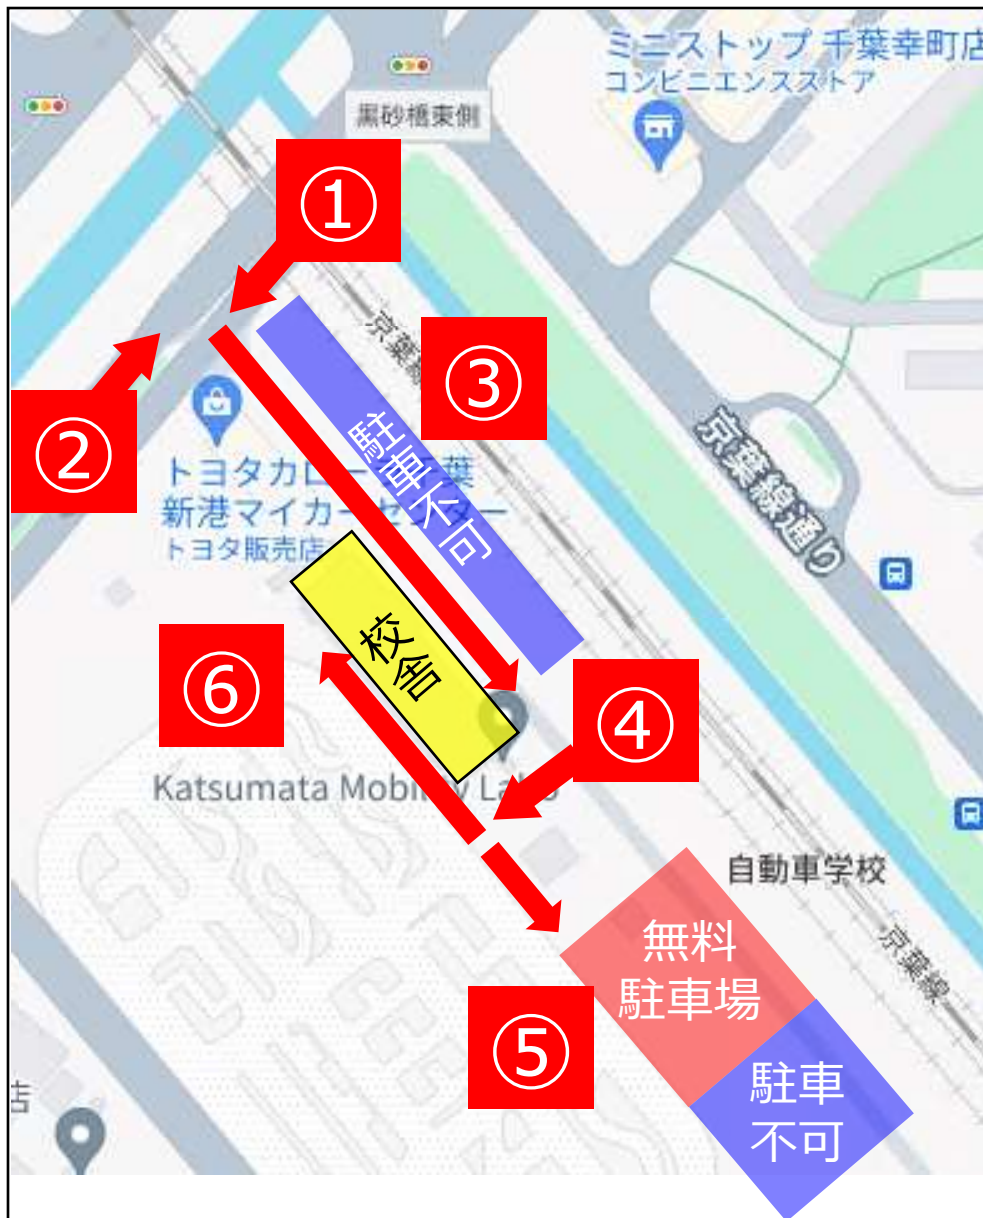 ミニストップ 千葉幸町店
コンビニエンスストア
黒砂橋東側
①
京葉線
③
駐車不可
②
トヨタカローラ千葉
新港マイカーセンター
トヨタ販売店
京葉線通り
校舎
⑥
④
Katsumata Mobility Labo
自動車学校
無料
駐車場
京葉線
⑤
駐車
不可
店